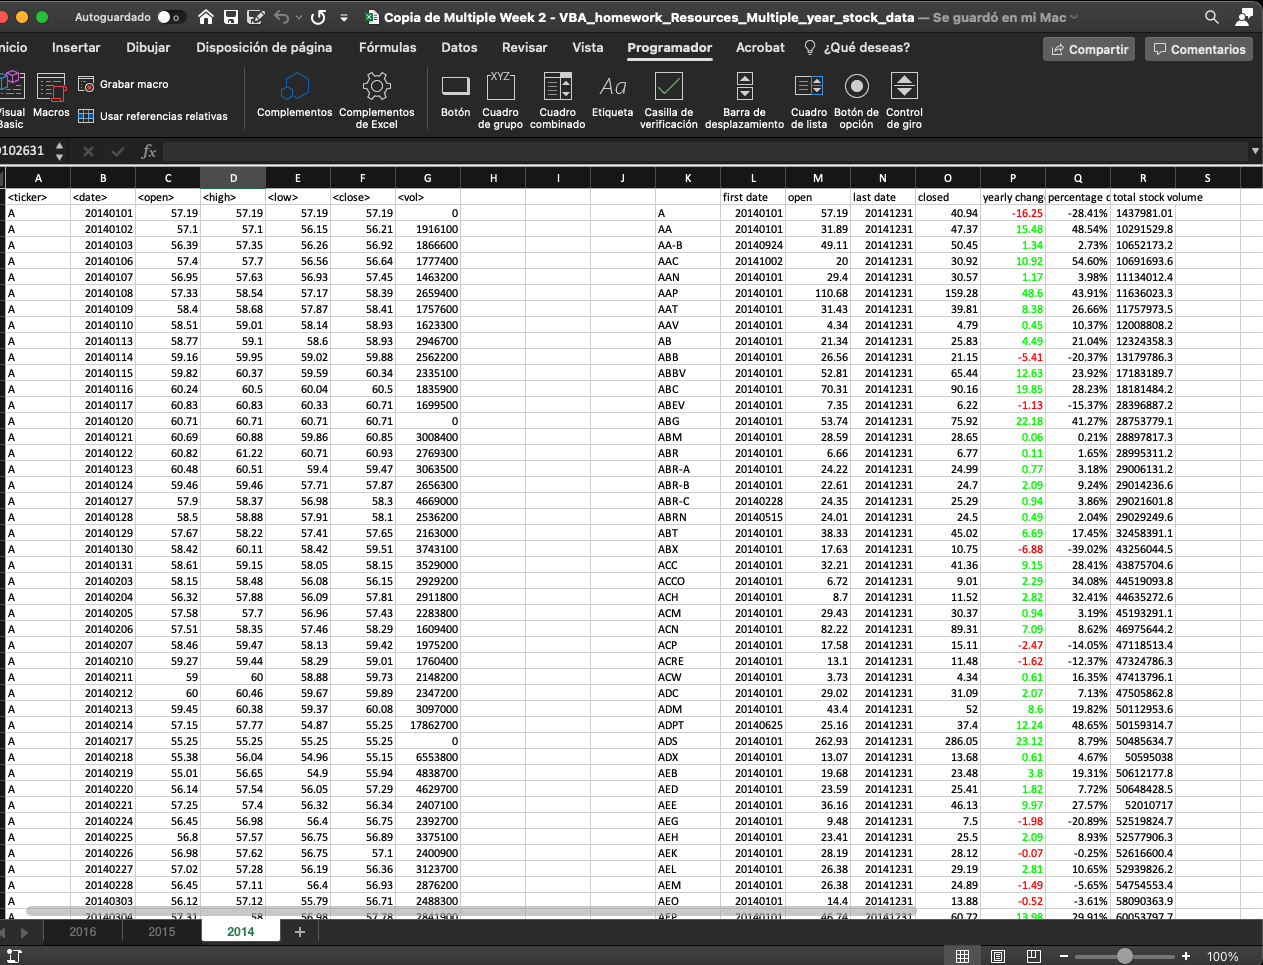 Autoguardado
Copia de Multiple Week 2 - VBA_homework_Resources_Multiple_year_stock_data — Se guardó en mi Mac
nicio Insertar Dibujar Disposición de página Fórmulas Datos Revisar Vista Programador Acrobat ¿Qué deseas? Compartir Comentarios
isual Basic
Macros
Grabar macro
Usar referencias relativas
Complementos
Complementos de Excel
Botón
XYZ
Cuadro de grupo
Cuadro combinado
Aa
Etiqueta
Casilla de verificación
Barra de desplazamiento
Cuadro de lista
Botón de opción
Control de giro
102631 fx
A B C D E F G H I J K L M N O P Q R S
<ticker> <date> <open> <high> <low> <close> <vol> first date open last date closed yearly chang percentage c total stock volume
A 20140101 57.19 57.19 57.19 57.19 0 A 20140101 57.19 20141231 40.94 -16.25 -28.41% 1437981.01
A 20140102 57.1 57.1 56.15 56.21 1916100 AA 20140101 31.89 20141231 47.37 15.48 48.54% 10291529.8
A 20140103 56.39 57.35 56.26 56.92 1866600 AA-B 20140924 49.11 20141231 50.45 1.34 2.73% 10652173.2
A 20140106 57.4 57.7 56.56 56.64 1777400 AAC 20141002 20 20141231 30.92 10.92 54.60% 10691693.6
A 20140107 56.95 57.63 56.93 57.45 1463200 AAN 20140101 29.4 20141231 30.57 1.17 3.98% 11134012.4
A 20140108 57.33 58.54 57.17 58.39 2659400 AAP 20140101 110.68 20141231 159.28 48.6 43.91% 11636023.3
A 20140109 58.4 58.68 57.87 58.41 1757600 AAT 20140101 31.43 20141231 39.81 8.38 26.66% 11757973.5
A 20140110 58.51 59.01 58.14 58.93 1623300 AAV 20140101 4.34 20141231 4.79 0.45 10.37% 12008808.2
A 20140113 58.77 59.1 58.6 58.93 2946700 AB 20140101 21.34 20141231 25.83 4.49 21.04% 12324358.3
A 20140114 59.16 59.95 59.02 59.88 2562200 ABB 20140101 26.56 20141231 21.15 -5.41 -20.37% 13179786.3
A 20140115 59.82 60.37 59.59 60.34 2335100 ABBV 20140101 52.81 20141231 65.44 12.63 23.92% 17183189.7
A 20140116 60.24 60.5 60.04 60.5 1835900 ABC 20140101 70.31 20141231 90.16 19.85 28.23% 18181484.2
A 20140117 60.83 60.83 60.33 60.71 1699500 ABEV 20140101 7.35 20141231 6.22 -1.13 -15.37% 28396887.2
A 20140120 60.71 60.71 60.71 60.71 0 ABG 20140101 53.74 20141231 75.92 22.18 41.27% 28753779.1
A 20140121 60.69 60.88 59.86 60.85 3008400 ABM 20140101 28.59 20141231 28.65 0.06 0.21% 28897817.3
A 20140122 60.82 61.22 60.71 60.93 2769300 ABR 20140101 6.66 20141231 6.77 0.11 1.65% 28995311.2
A 20140123 60.48 60.51 59.4 59.47 3063500 ABR-A 20140101 24.22 20141231 24.99 0.77 3.18% 29006131.2
A 20140124 59.46 59.46 57.71 57.87 2656300 ABR-B 20140101 22.61 20141231 24.7 2.09 9.24% 29014236.6
A 20140127 57.9 58.37 56.98 58.3 4669000 ABR-C 20140228 24.35 20141231 25.29 0.94 3.86% 29021601.8
A 20140128 58.5 58.88 57.91 58.1 2536200 ABRN 20140515 24.01 20141231 24.5 0.49 2.04% 29029249.6
A 20140129 57.67 58.22 57.41 57.65 2163000 ABT 20140101 38.33 20141231 45.02 6.69 17.45% 32458391.1
A 20140130 58.42 60.11 58.42 59.51 3743100 ABX 20140101 17.63 20141231 10.75 -6.88 -39.02% 43256044.5
A 20140131 58.61 59.15 58.05 58.15 3529000 ACC 20140101 32.21 20141231 41.36 9.15 28.41% 43875704.6
A 20140203 58.15 58.48 56.08 56.15 2929200 ACCO 20140101 6.72 20141231 9.01 2.29 34.08% 44519093.8
A 20140204 56.32 57.88 56.09 57.81 2911800 ACH 20140101 8.7 20141231 11.52 2.82 32.41% 44635272.6
A 20140205 57.58 57.7 56.96 57.43 2283800 ACM 20140101 29.43 20141231 30.37 0.94 3.19% 45193291.1
A 20140206 57.51 58.35 57.46 58.29 1609400 ACN 20140101 82.22 20141231 89.31 7.09 8.62% 46975644.2
A 20140207 58.46 59.47 58.13 59.42 1975200 ACP 20140101 17.58 20141231 15.11 -2.47 -14.05% 47118513.4
A 20140210 59.27 59.44 58.29 59.01 1760400 ACRE 20140101 13.1 20141231 11.48 -1.62 -12.37% 47324786.3
A 20140211 59 60 58.88 59.73 2148200 ACW 20140101 3.73 20141231 4.34 0.61 16.35% 47413796.1
A 20140212 60 60.46 59.67 59.89 2347200 ADC 20140101 29.02 20141231 31.09 2.07 7.13% 47505862.8
A 20140213 59.45 60.38 59.37 60.08 3097000 ADM 20140101 43.4 20141231 52 8.6 19.82% 50112953.6
A 20140214 57.15 57.77 54.87 55.25 17862700 ADPT 20140625 25.16 20141231 37.4 12.24 48.65% 50159314.7
A 20140217 55.25 55.25 55.25 55.25 0 ADS 20140101 262.93 20141231 286.05 23.12 8.79% 50485634.7
A 20140218 55.38 56.04 54.96 55.15 6553800 ADX 20140101 13.07 20141231 13.68 0.61 4.67% 50595038
A 20140219 55.01 56.65 54.9 55.94 4838700 AEB 20140101 19.68 20141231 23.48 3.8 19.31% 50612177.8
A 20140220 56.14 57.54 56.05 57.29 4629700 AED 20140101 23.59 20141231 25.41 1.82 7.72% 50648428.5
A 20140221 57.25 57.4 56.32 56.34 2407100 AEE 20140101 36.16 20141231 46.13 9.97 27.57% 52010717
A 20140224 56.45 56.98 56.4 56.75 2392700 AEG 20140101 9.48 20141231 7.5 -1.98 -20.89% 52519824.7
A 20140225 56.8 57.57 56.75 56.89 3375100 AEH 20140101 23.41 20141231 25.5 2.09 8.93% 52577906.3
A 20140226 56.98 57.62 56.75 57.1 2400900 AEK 20140101 28.19 20141231 28.12 -0.07 -0.25% 52616600.4
A 20140227 57.02 57.28 56.19 56.36 3123700 AEL 20140101 26.38 20141231 29.19 2.81 10.65% 52939826.2
A 20140228 56.45 57.11 56.4 56.93 2876200 AEM 20140101 26.38 20141231 24.89 -1.49 -5.65% 54754553.4
A 20140303 56.12 57.12 55.79 56.71 2488300 AEO 20140101 14.4 20141231 13.88 -0.52 -3.61% 58090363.9
A 20140304 57.31 58 56.98 57.78 2841900 AEP 20140101 46.74 20141231 60.72 13.98 29.91% 60053797.7
2016 2015 2014 +
100%